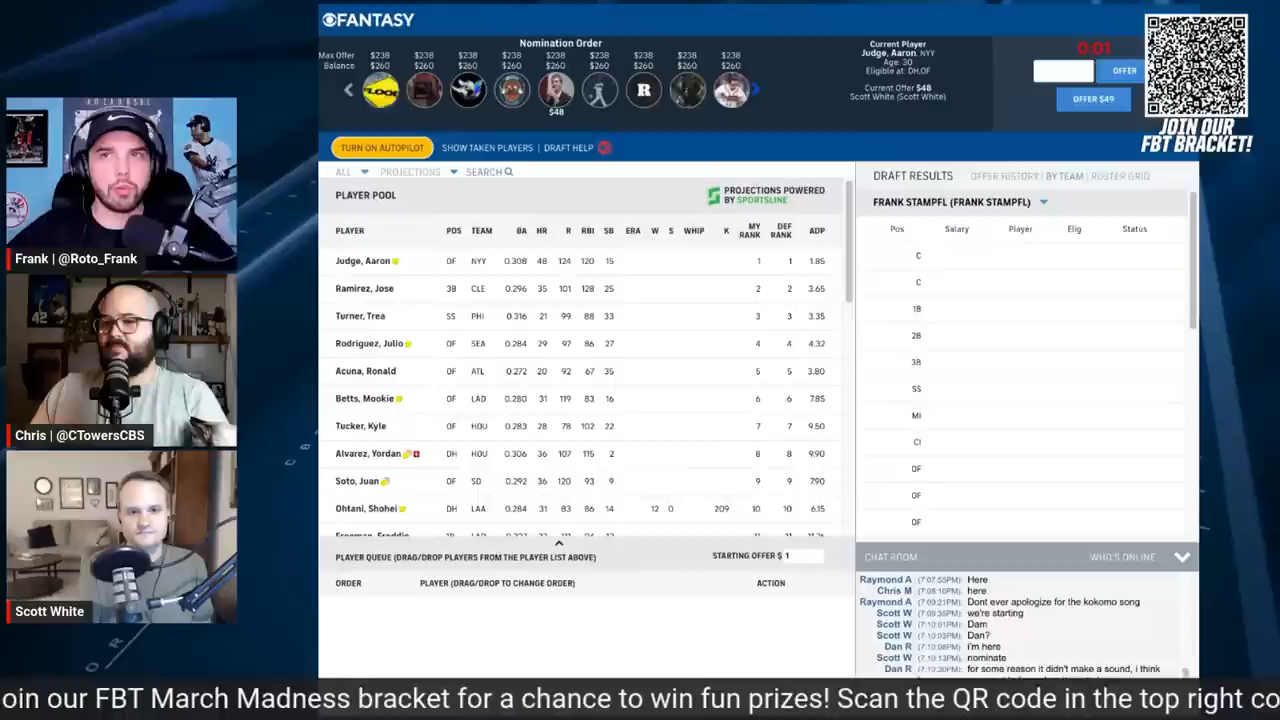 FANTASY
Nomination Order
Max Offer $238 $238 $238 $238 $238 $238 $238 $238 $238
Balance $260 $260 $260 $260 $260 $260 $260 $260 $260
$48
Current Player
Judge, Aaron, NYY
Age: 30
Eligible at: DH,OF
Current Offer $48
Scott White (Scott White)
0:01
OFFER
OFFER $49
JOIN OUR
FBT BRACKET!
TURN ON AUTOPILOT SHOW TAKEN PLAYERS | DRAFT HELP
ALL PROJECTIONS SEARCH
PLAYER POOL
PROJECTIONS POWERED
BY SPORTSLINE
PLAYER POS TEAM BA HR R RBI SB ERA W S WHIP K MY RANK DEF RANK ADP
Judge, Aaron OF NYY 0.308 48 124 120 15 1 1 1.85
Ramirez, Jose 3B CLE 0.296 35 101 128 25 2 2 3.65
Turner, Trea SS PHI 0.316 21 99 88 33 3 3 3.35
Rodriguez, Julio OF SEA 0.284 29 97 86 27 4 4 4.32
Acuna, Ronald OF ATL 0.272 20 92 67 35 5 5 3.80
Betts, Mookie OF LAD 0.280 31 119 83 16 6 6 7.85
Tucker, Kyle OF HOU 0.283 28 78 102 22 7 7 9.50
Alvarez, Yordan DH HOU 0.306 36 107 115 2 8 8 9.90
Soto, Juan OF SD 0.292 36 120 93 9 9 9 7.90
Ohtani, Shohei DH LAA 0.284 31 83 86 14 12 0 209 10 10 6.15
Freeman, Freddie
PLAYER QUEUE (DRAG/DROP PLAYERS FROM THE PLAYER LIST ABOVE) STARTING OFFER $ 1
ORDER PLAYER (DRAG/DROP TO CHANGE ORDER) ACTION
DRAFT RESULTS OFFER HISTORY | BY TEAM | ROSTER GRID
FRANK STAMPFL (FRANK STAMPFL)
Pos Salary Player Elig Status
C
C
1B
2B
3B
SS
MI
CI
OF
OF
OF
CHAT ROOM WHO'S ONLINE
Raymond A (7:07:55PM): Here
Chris M (7:08:10PM): here
Raymond A (7:09:21PM): Dont ever apologize for the kokomo song
Scott W (7:09:35PM): we're starting
Scott W (7:10:01PM): Dam
Scott W (7:10:03PM): Dan?
Dan R (7:10:08PM): i'm here
Scott W (7:10:13PM): nominate
Dan R (7:10:30PM): for some reason it didn't make a sound, i think
Frank | @Roto_Frank
Chris | @CTowersCBS
Scott White
oin our FBT March Madness bracket for a chance to win fun prizes! Scan the QR code in the top right co